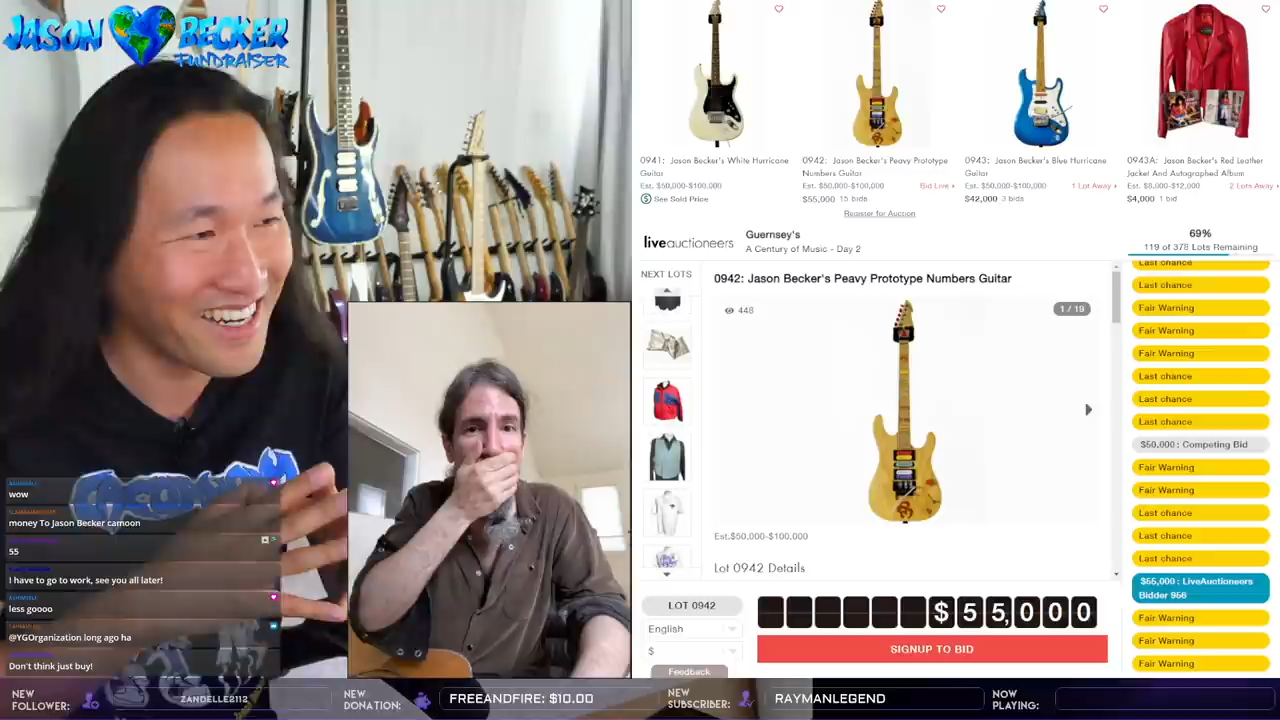 JASON BECKER
FUNDRAISER
wow
money To Jason Becker camoon
55
I have to go to work, see you all later!
less goooo
@YGOrganization long ago ha
Don't think just buy!
0941: Jason Becker's White Hurricane
Guitar
Est. $50,000-$100,000
See Sold Price
0942: Jason Becker's Peavy Prototype
Numbers Guitar
Est. $50,000-$100,000
Bid Live
$55,000 15 bids
Register for Auction
0943: Jason Becker's Blue Hurricane
Guitar
Est. $50,000-$100,000
1 Lot Away
$42,000 3 bids
0943A: Jason Becker's Red Leather
Jacket And Autographed Album
Est. $8,000-$12,000
2 Lots Away
$4,000 1 bid
liveauctioneers
Guernsey's
A Century of Music - Day 2
69%
119 of 378 Lots Remaining
NEXT LOTS
0942: Jason Becker's Peavy Prototype Numbers Guitar
448
1 / 19
Est.$50,000-$100,000
Lot 0942 Details
Last chance
Last chance
Fair Warning
Fair Warning
Fair Warning
Last chance
Last chance
Last chance
$50,000 : Competing Bid
Fair Warning
Fair Warning
Last chance
Last chance
Last chance
$55,000 : LiveAuctioneers
Bidder 956
Fair Warning
Fair Warning
Fair Warning
LOT 0942
English
$
Feedback
$55,000
SIGNUP TO BID
NEW
FOLLOWER:
ZANDELLE2112
NEW
DONATION:
FREEANDFIRE: $10.00
NEW
SUBSCRIBER:
RAYMANLEGEND
NOW
PLAYING: